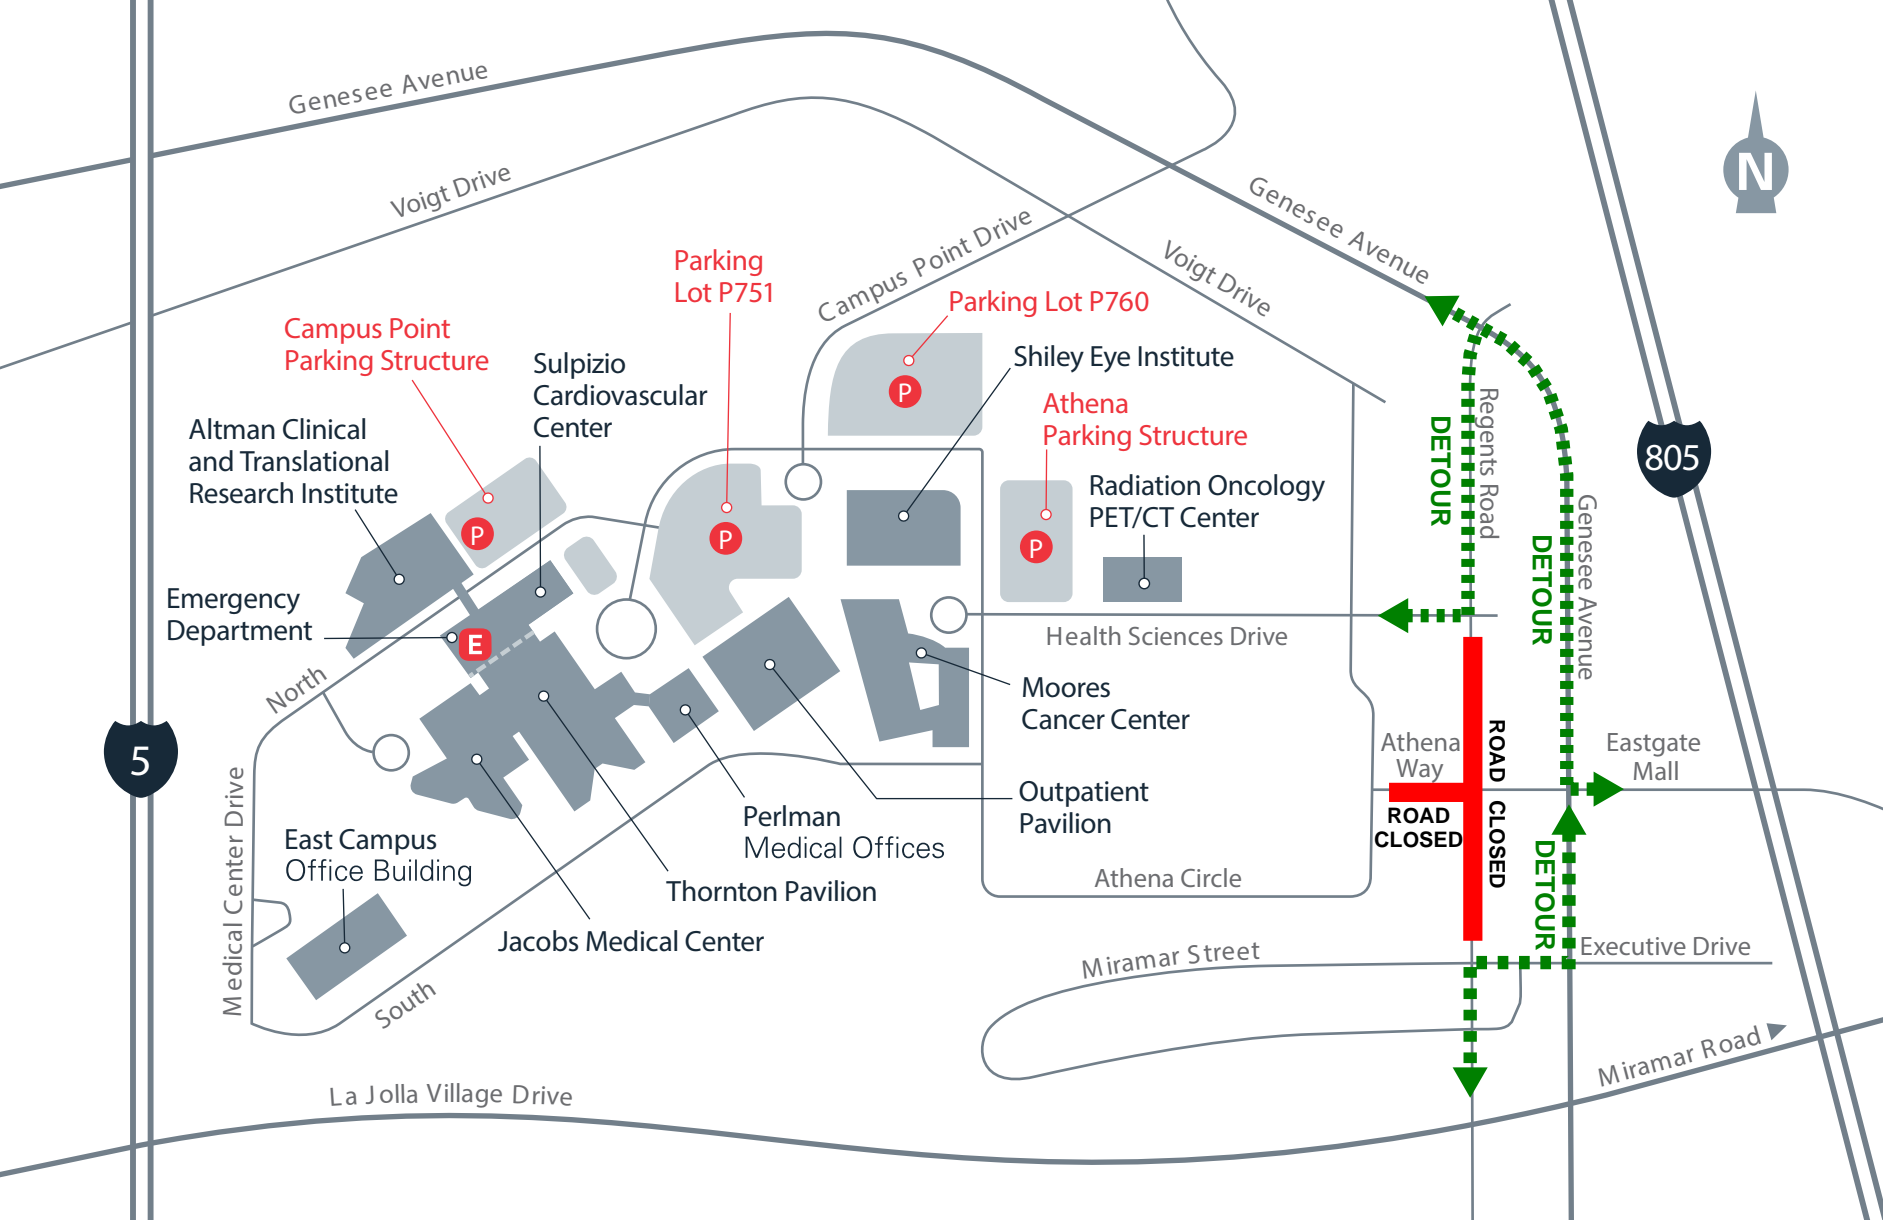 Genesee Avenue
Voigt Drive
Genesee Avenue
N
Campus Point Drive
Voigt Drive
Parking
Lot P751
Parking Lot P760
Campus Point
Parking Structure
Sulpizio
Cardiovascular
Center
Shiley Eye Institute
P
Athena
Parking Structure
Altman Clinical
and Translational
Research Institute
Radiation Oncology
PET/CT Center
P
P
P
DETOUR
Regents Road
805
Genesee Avenue
DETOUR
Emergency
Department
E
Health Sciences Drive
North
Moores
Cancer Center
5
Athena
Way
ROAD CLOSED
Eastgate
Mall
ROAD
CLOSED
Outpatient
Pavilion
Perlman
Medical Offices
East Campus
Office Building
Medical Center Drive
Thornton Pavilion
Athena Circle
DETOUR
Jacobs Medical Center
Miramar Street
Executive Drive
South
Miramar Road
La Jolla Village Drive